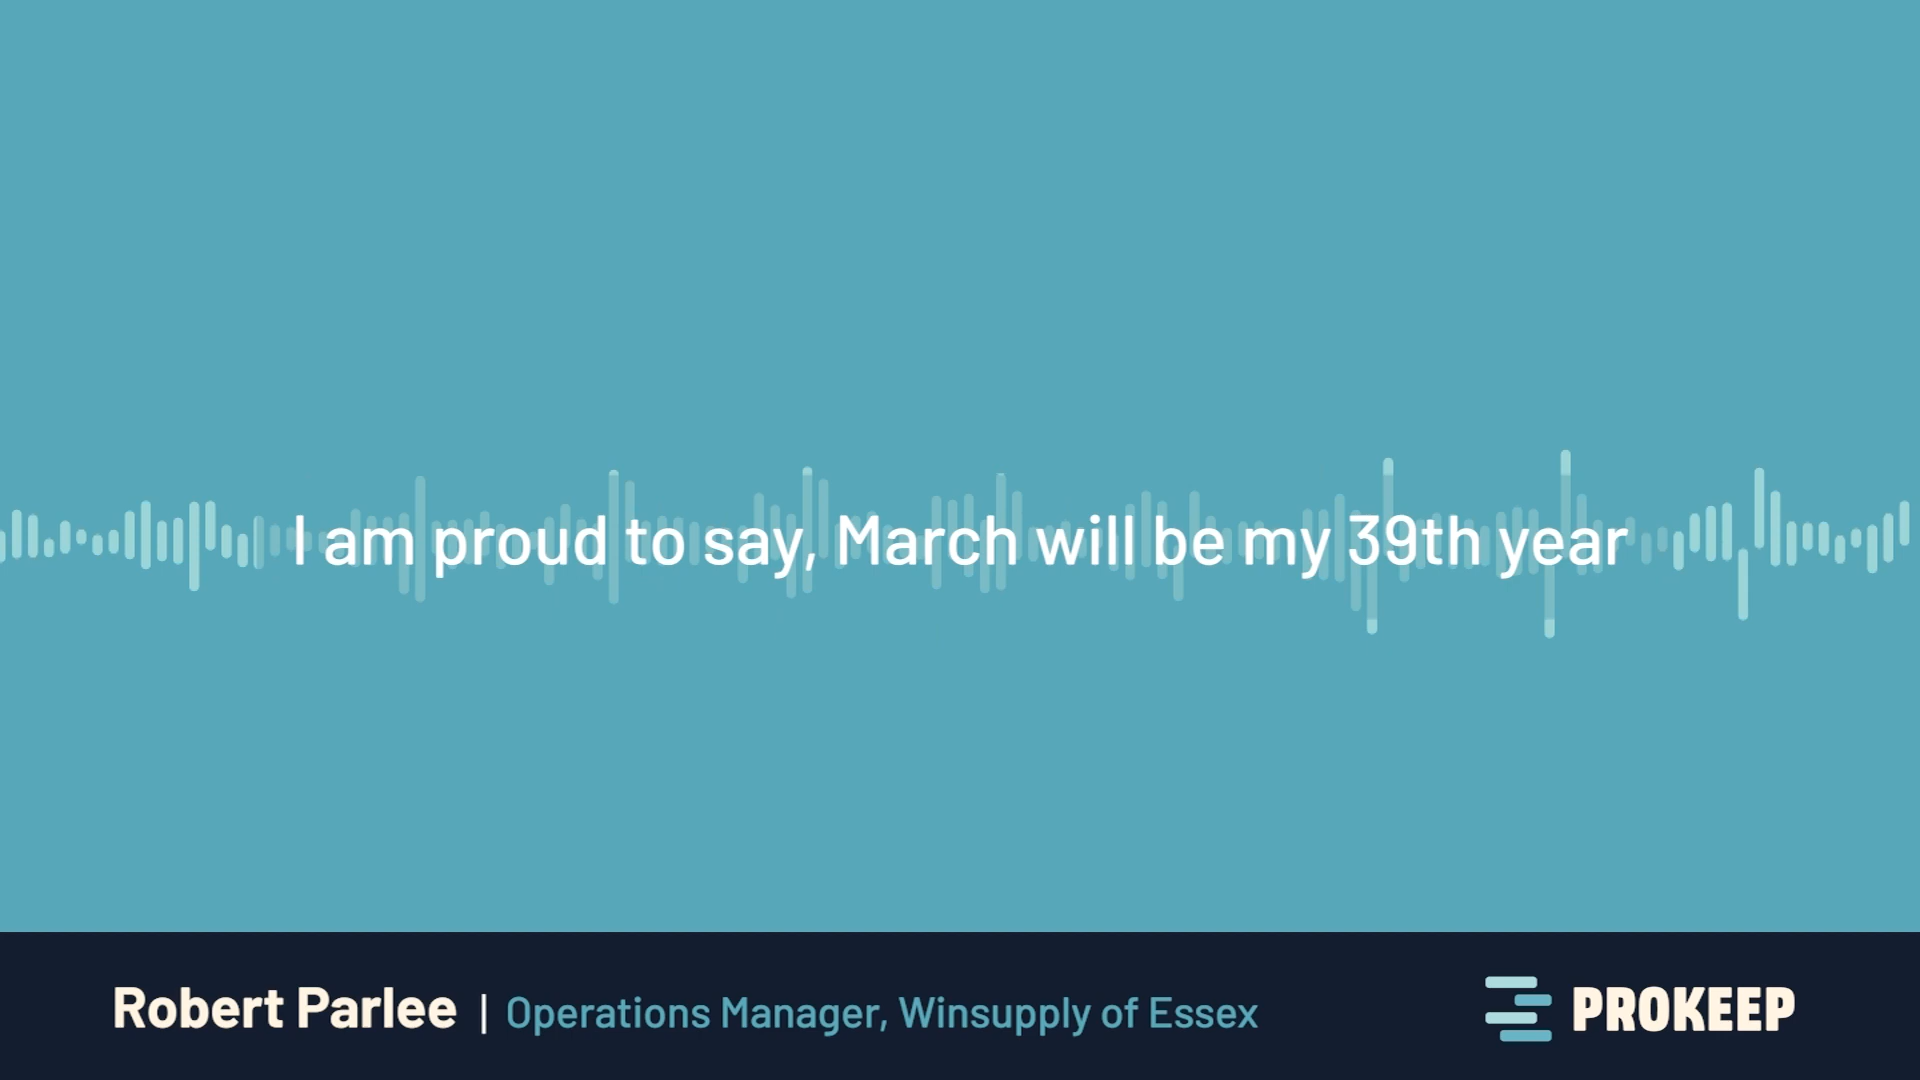 I am proud to say, March will be my 39th year
Robert Parlee | Operations Manager, Winsupply of Essex
PROKEEP